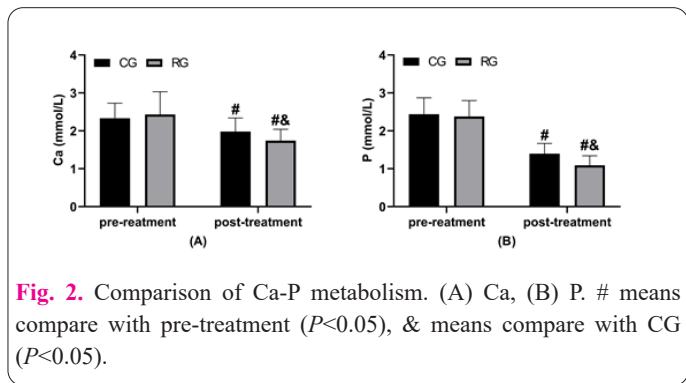 4
3
2
1
0
Ca (mmol/L)
CG RG
#
#&
pre-reatment post-treatment
(A)
4
3
2
1
0
P (mmol/L)
CG RG
#
#&
pre-reatment post-treatment
(B)
Fig. 2. Comparison of Ca-P metabolism. (A) Ca, (B) P. # means
compare with pre-treatment (P<0.05), & means compare with CG
(P<0.05).